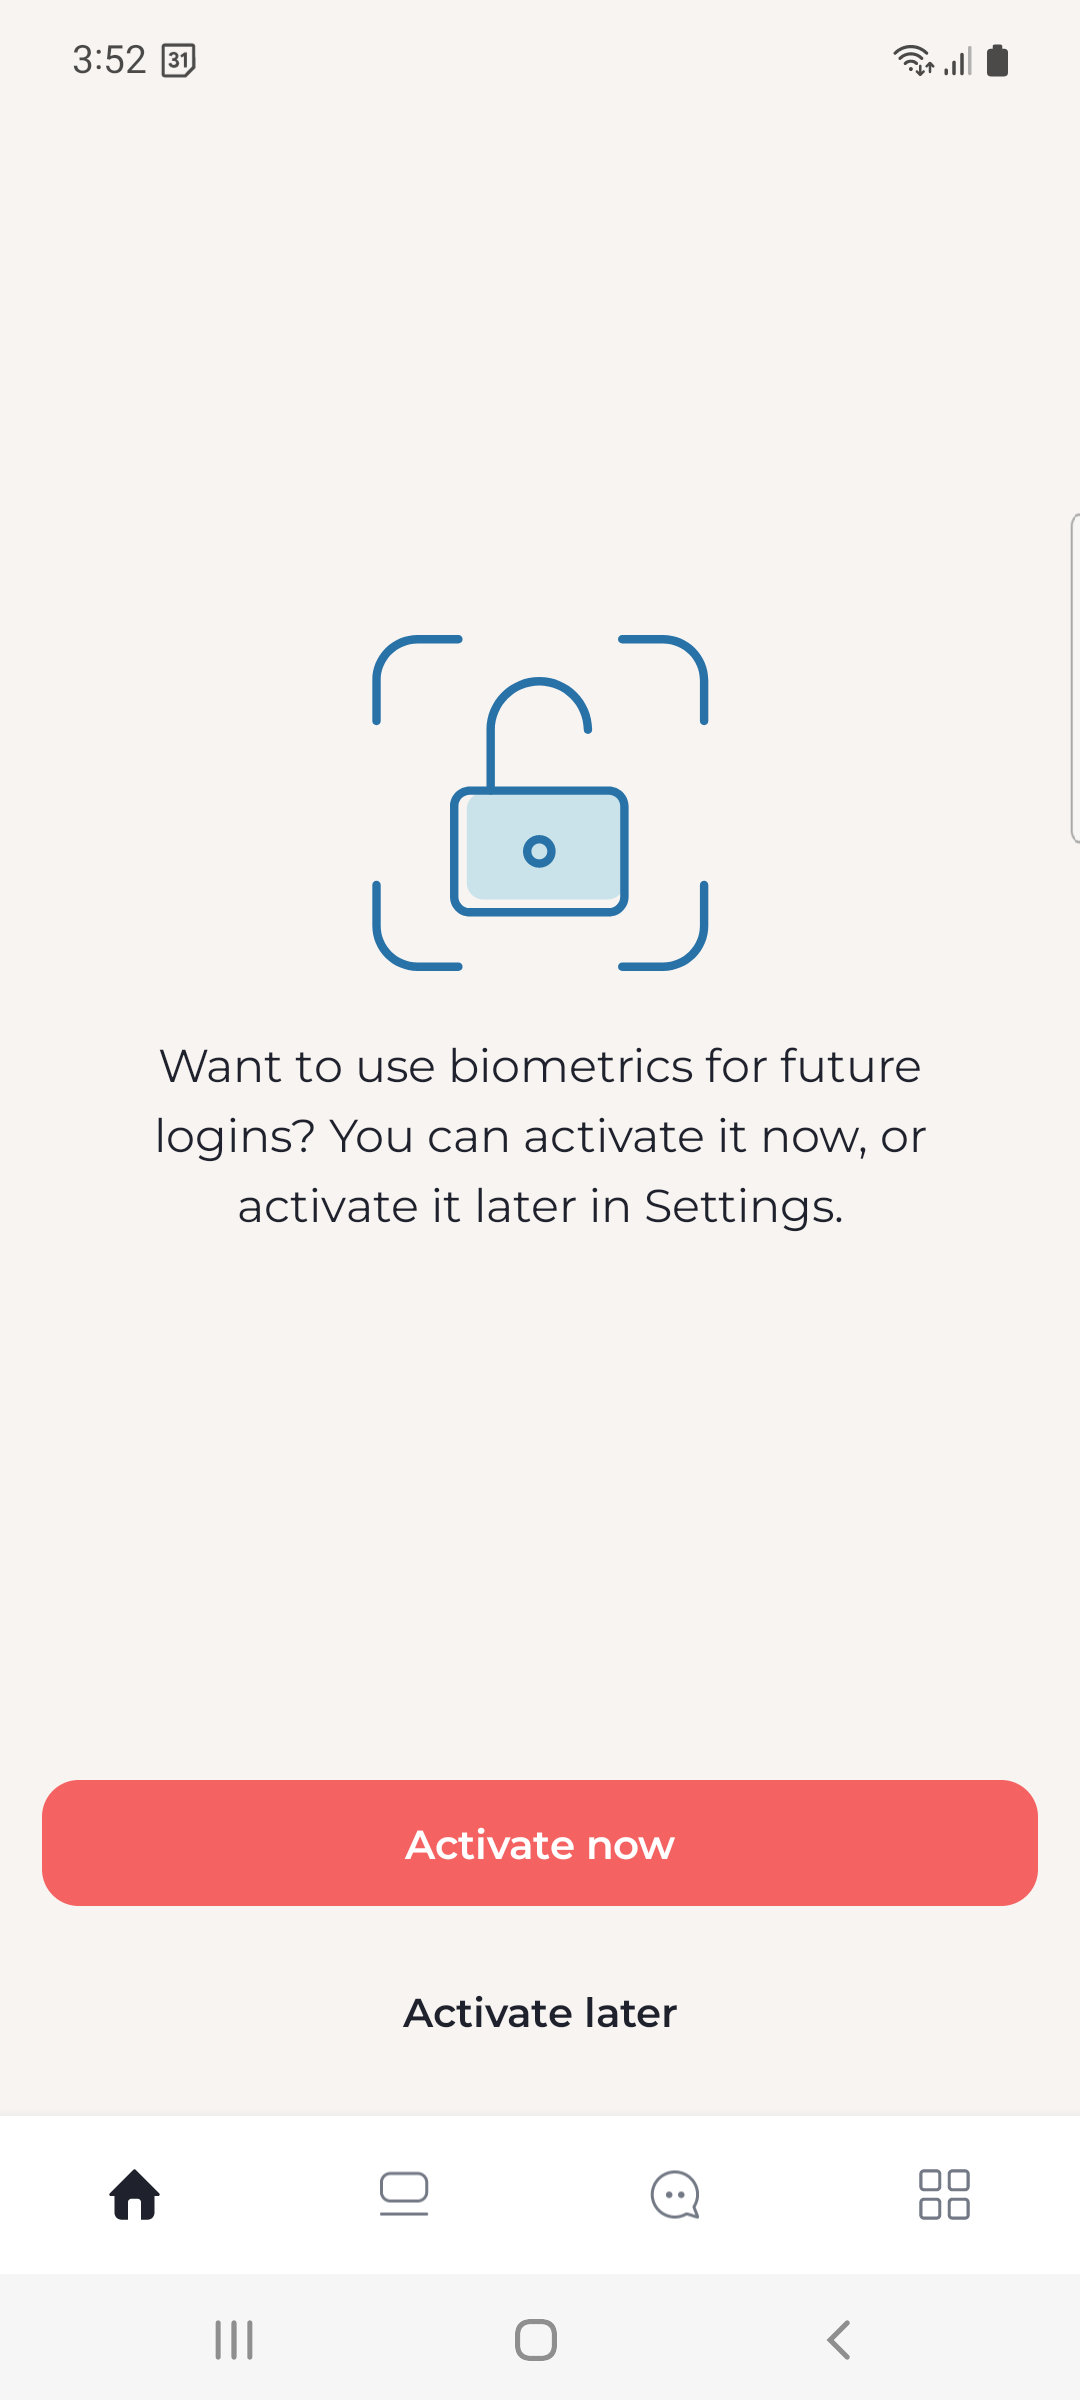 3:52 31
Want to use biometrics for future
logins? You can activate it now, or
activate it later in Settings.
Activate now
Activate later